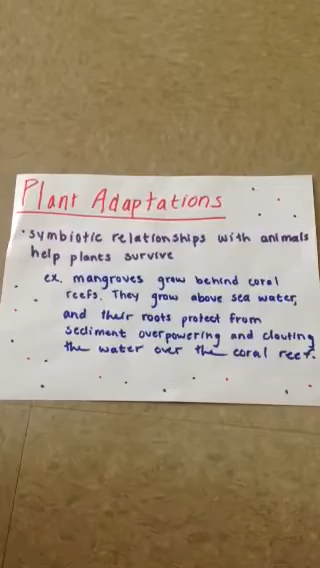 Plant Adaptations
• symbiotic relationships with animals
help plants survive
ex. mangroves grow behind coral
reefs. They grow above sea water,
and their roots protect from
sediment overpowering and clouting
the water over the coral reef.